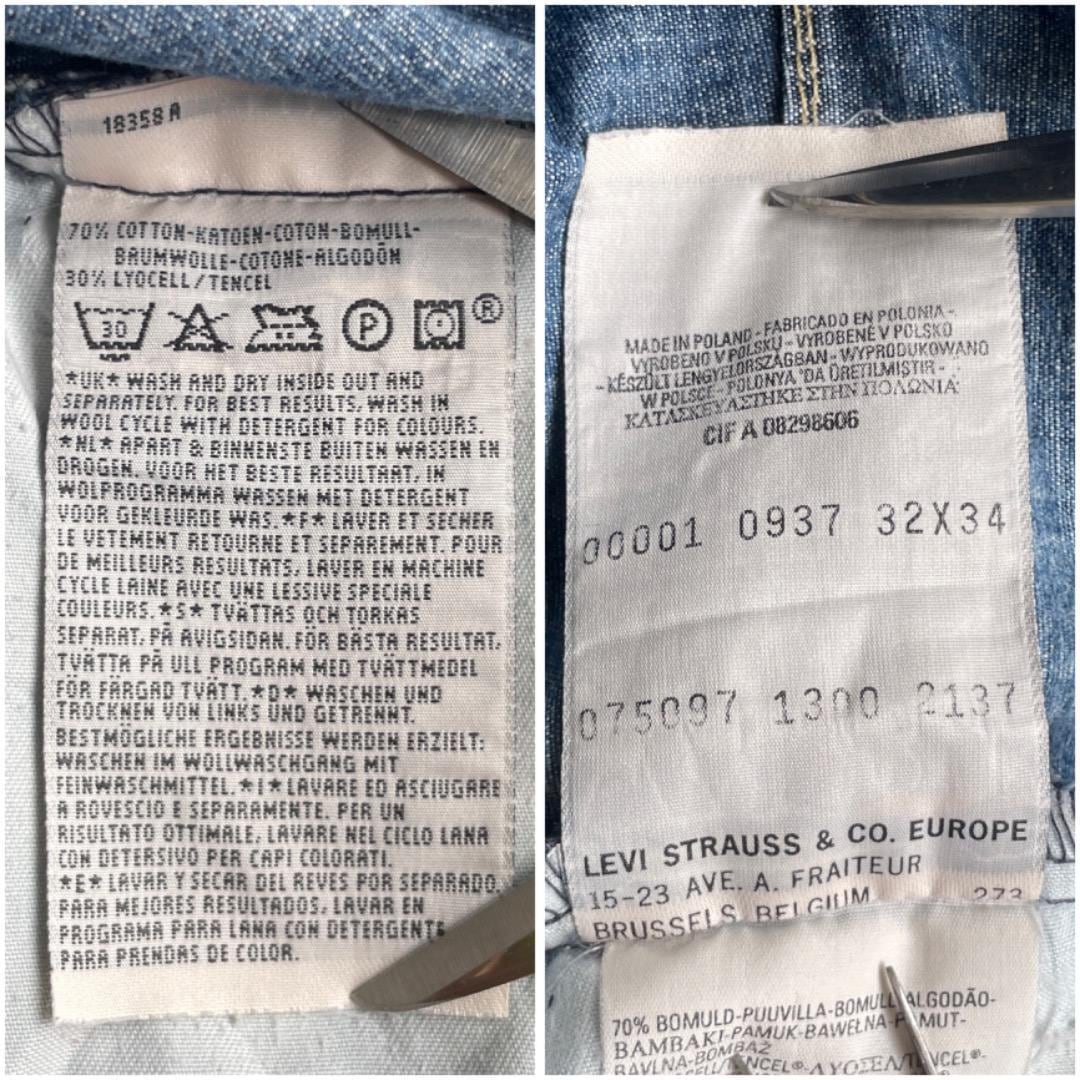 18358A
70% COTTON-KATOEN-COTON-BOMULL-
BAUMWOLLE-COTONE-ALGODÓN
30% LYOCELL/TENCEL
30
P
®
*UK* WASH AND DRY INSIDE OUT AND
SEPARATELY. FOR BEST RESULTS, WASH IN
WOOL CYCLE WITH DETERGENT FOR COLOURS.
*NL* APART & BINNENSTE BUITEN WASSEN EN
DROGEN. VOOR HET BESTE RESULTAAT, IN
WOLPROGRAMMA WASSEN MET DETERGENT
VOOR GEKLEURDE WAS.*F* LAVER ET SECHER
LE VETEMENT RETOURNE ET SEPAREMENT. POUR
DE MEILLEURS RESULTATS, LAVER EN MACHINE
CYCLE LAINE AVEC UNE LESSIVE SPECIALE
COULEURS.*S* TVÄTTAS OCH TORKAS
SEPARAT, PÅ AVIGSIDAN. FÖR BÄSTA RESULTAT,
TVÄTTA PÅ ULL PROGRAM MED TVÄTTMEDEL
FÖR FÄRGAD TVÄTT.*D* WASCHEN UND
TROCKNEN VON LINKS UND GETRENNT.
BESTMÖGLICHE ERGEBNISSE WERDEN ERZIELT:
WASCHEN IM WOLLWASCHGANG MIT
FEINWASCHMITTEL.*I* LAVARE ED ASCIUGARE
A ROVESCIO E SEPARAMENTE. PER UN
RISULTATO OTTIMALE, LAVARE NEL CICLO LANA
CON DETERSIVO PER CAPI COLORATI.
*E* LAVAR Y SECAR DEL REVES POR SEPARADO.
PARA MEJORES RESULTADOS, LAVAR EN
PROGRAMA PARA LANA CON DETERGENTE
PARA PRENDAS DE COLOR.
MADE IN POLAND - FABRICADO EN POLONIA -
VYROBENO V POLSKU - VYROBENÉ V POLSKO
- KÉSZÜLT LENGYELORSZÁGBAN - WYPRODUKOWANO
W POLSCE - POLONYA 'DA ÜRETILMIŞTIR -
ΚΑΤΑΣΚΕΥΑΣΤΗΚΕ ΣΤΗΝ ΠΟΛΩΝΙΑ
CIF A 08298606
00001 0937 32X34
075097 1300 2137
LEVI STRAUSS & CO. EUROPE
15-23 AVE. A. FRAITEUR
BRUSSELS BELGIUM 273
70% BOMULD-PUUVILLA-BOMULL-ALGODÃO-
BAMBAKI-PAMUK-BAWEŁNA-PAMUT-
BAVLNA-BOMBAŽ